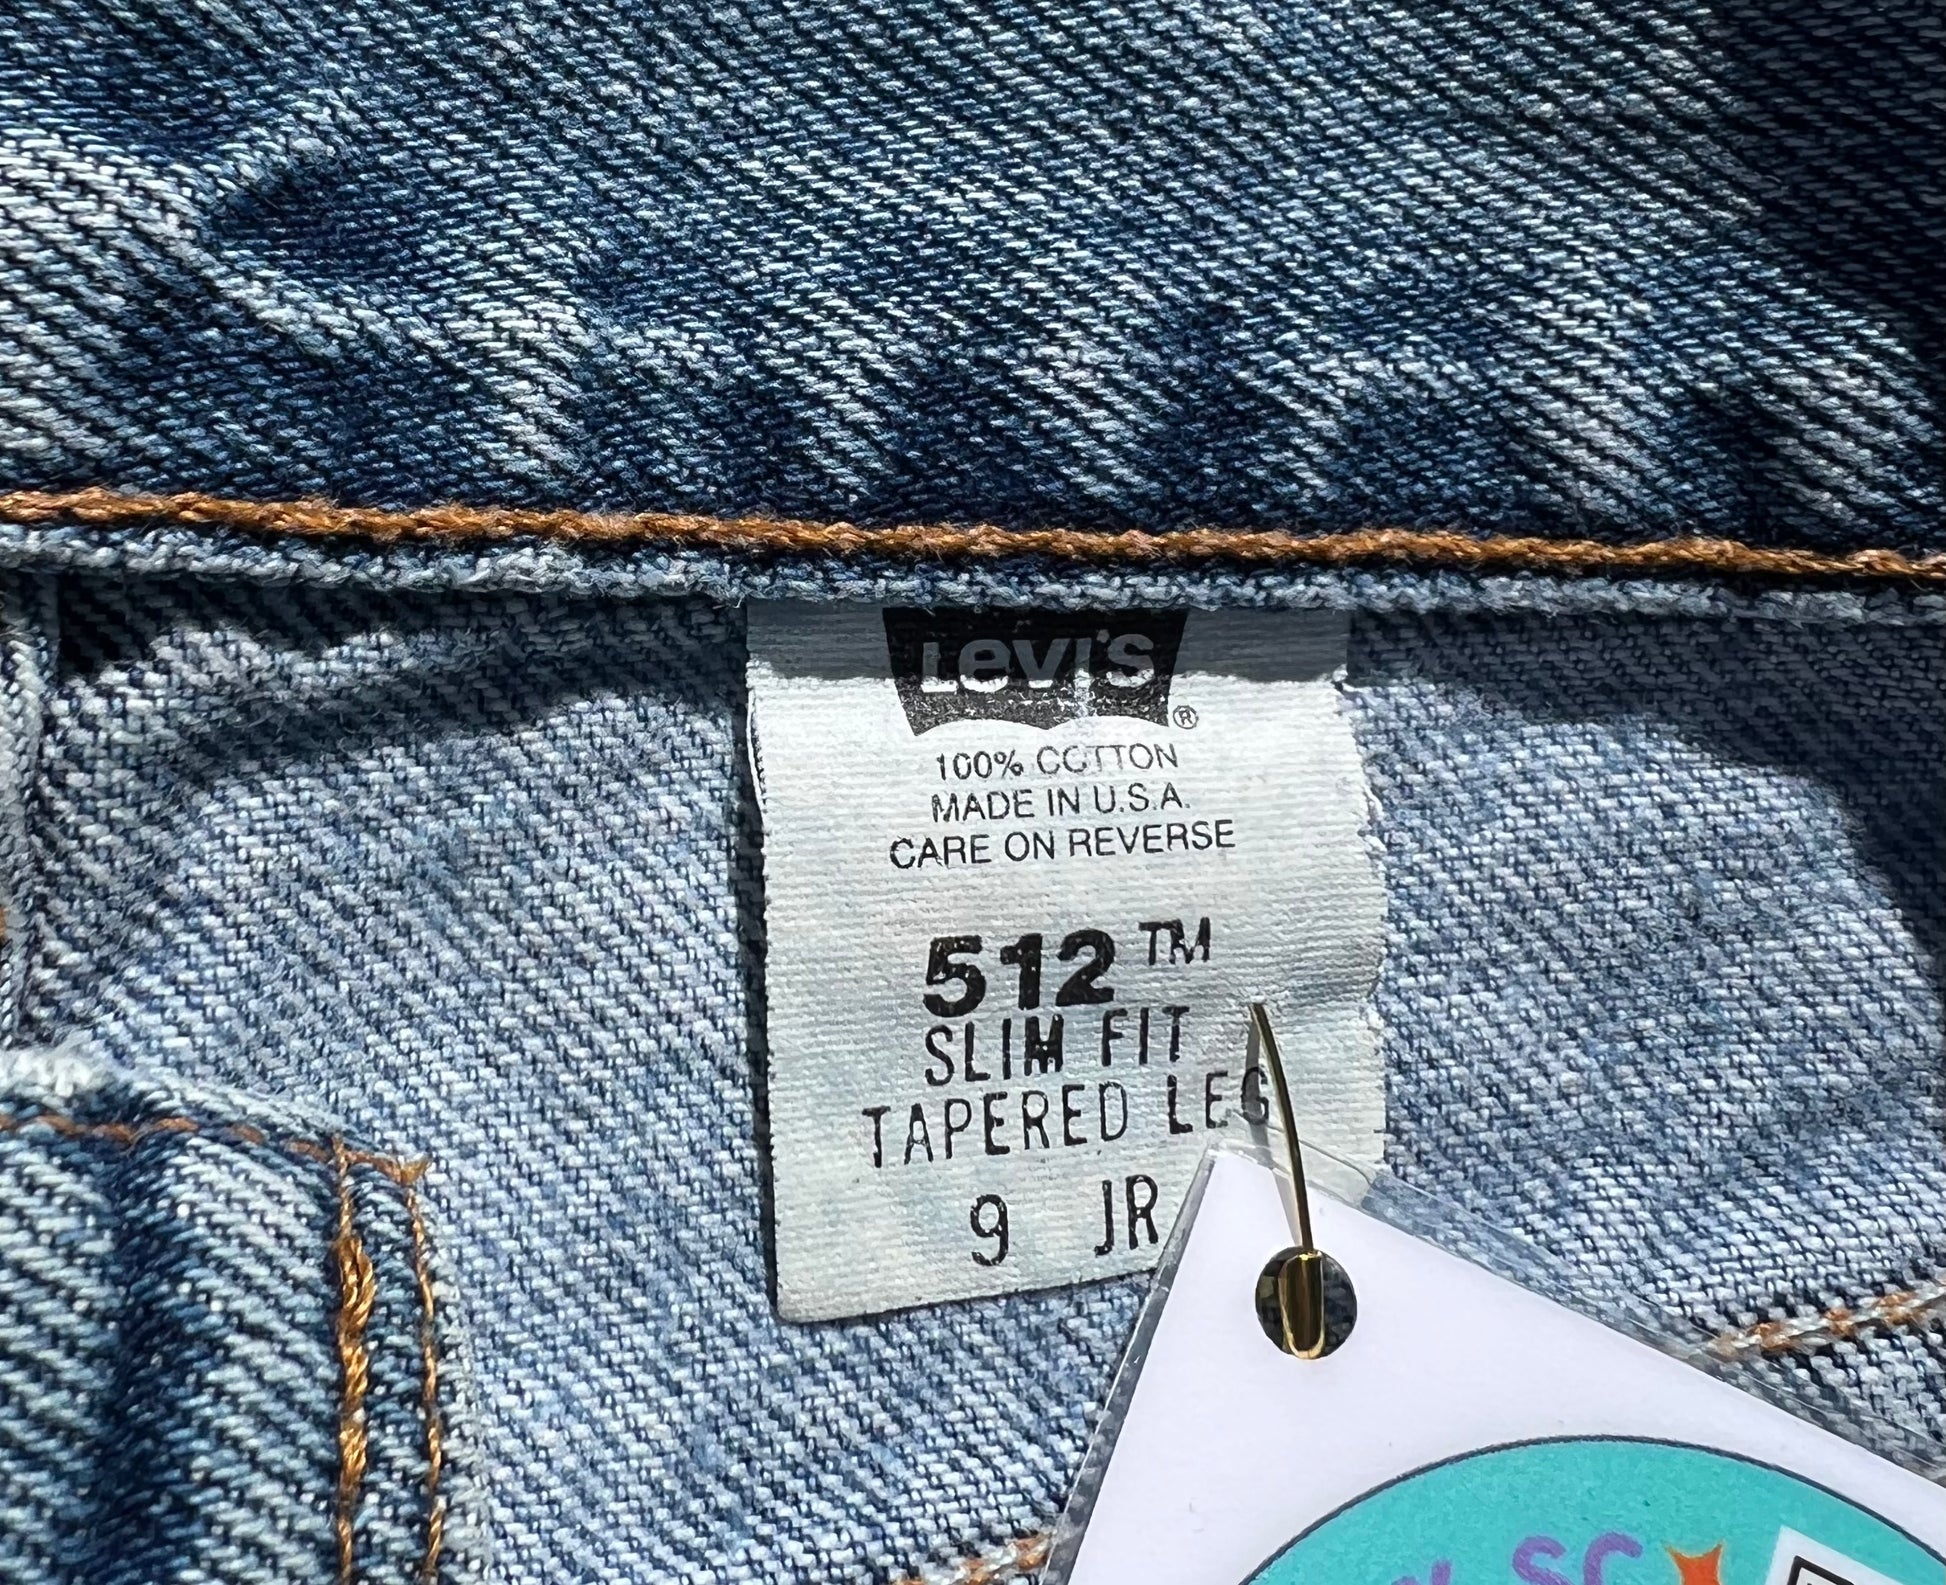 Levi's ®
100% COTTON
MADE IN U.S.A.
CARE ON REVERSE
512™
SLIM FIT
TAPERED LEG
9 JR